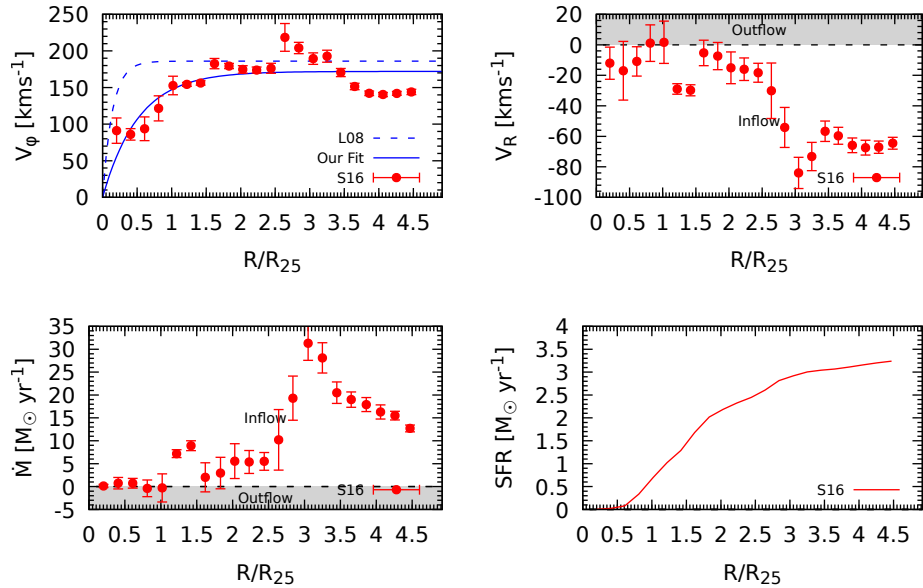 V_φ [kms⁻¹]
250
200
150
100
50
0
L08
Our Fit
S16
0 0.5 1 1.5 2 2.5 3 3.5 4 4.5
R/R₂₅
V_R [kms⁻¹]
20
0
-20
-40
-60
-80
-100
Outflow
Inflow
S16
0 0.5 1 1.5 2 2.5 3 3.5 4 4.5
R/R₂₅
Ṁ [M☉ yr⁻¹]
35
30
25
20
15
10
5
0
-5
Inflow
Outflow
S16
0 0.5 1 1.5 2 2.5 3 3.5 4 4.5
R/R₂₅
SFR [M☉ yr⁻¹]
4
3.5
3
2.5
2
1.5
1
0.5
0
S16
0.5 1 1.5 2 2.5 3 3.5 4 4.5
R/R₂₅